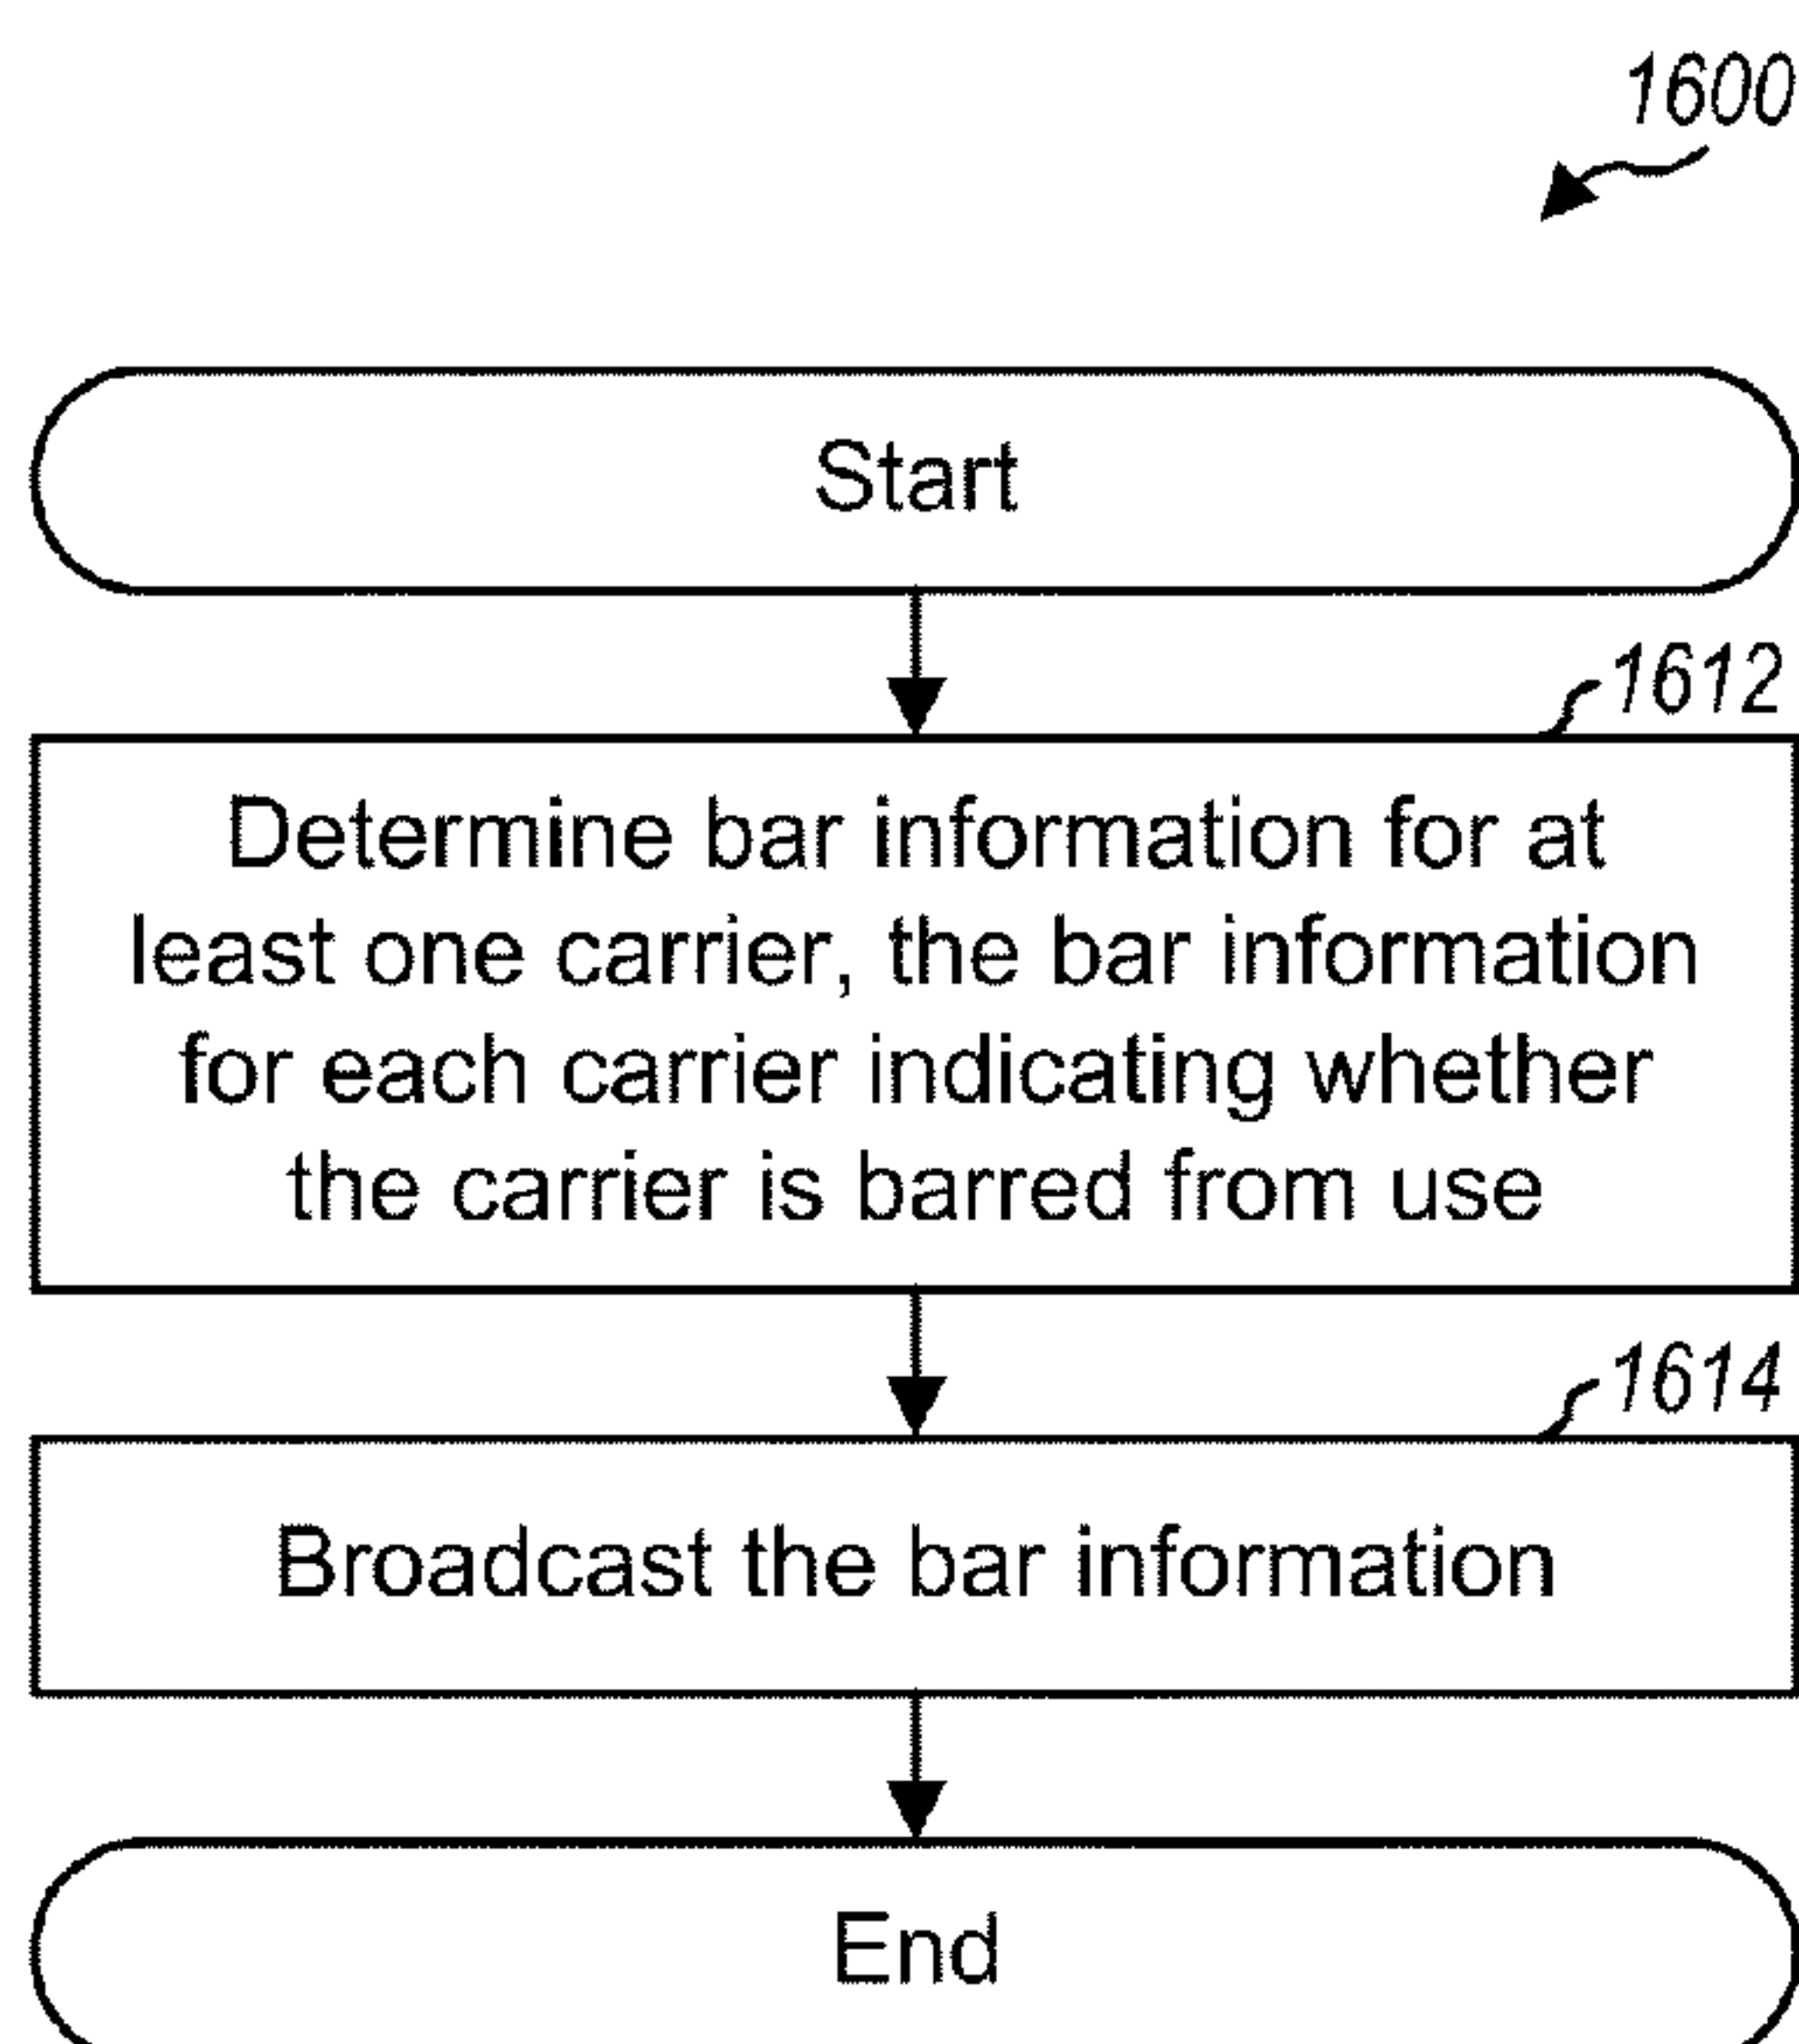 1600
Start
1612
Determine bar information for at
least one carrier, the bar information
for each carrier indicating whether
the carrier is barred from use
1614
Broadcast the bar information
End